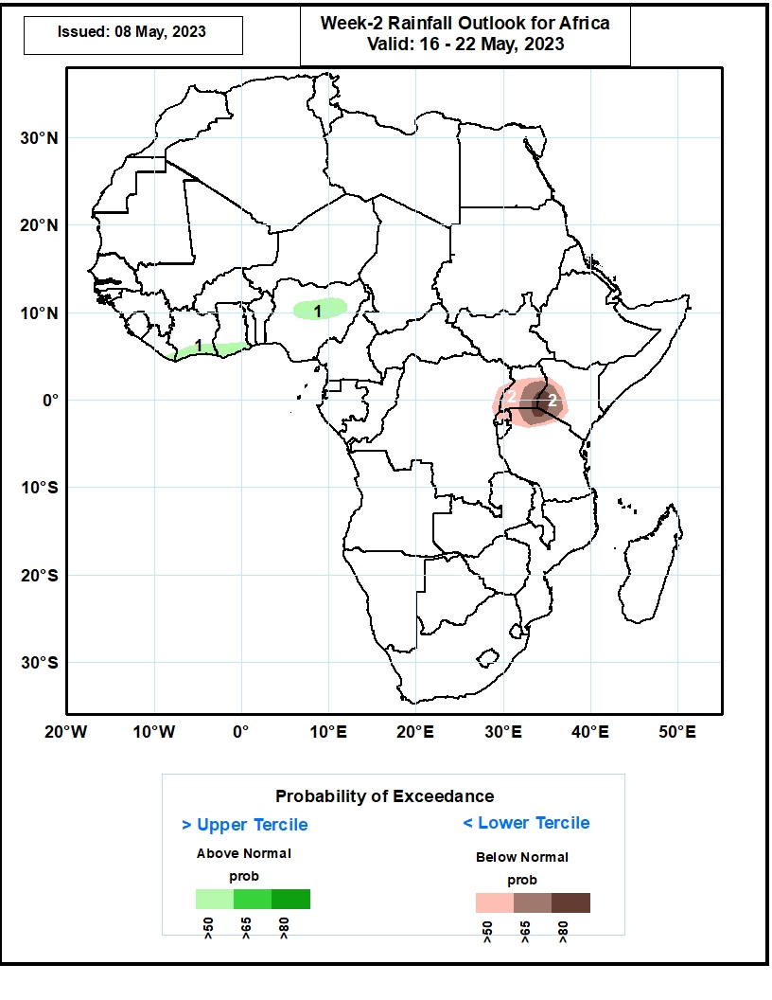 Issued: 08 May, 2023
Week-2 Rainfall Outlook for Africa
Valid: 16 - 22 May, 2023
30°N
20°N
10°N
0°
10°S
20°S
30°S
1
1
2
2
20°W 10°W 0° 10°E 20°E 30°E 40°E 50°E
Probability of Exceedance
> Upper Tercile
< Lower Tercile
Above Normal
Below Normal
prob
prob
>50 >65 >80
>50 >65 >80